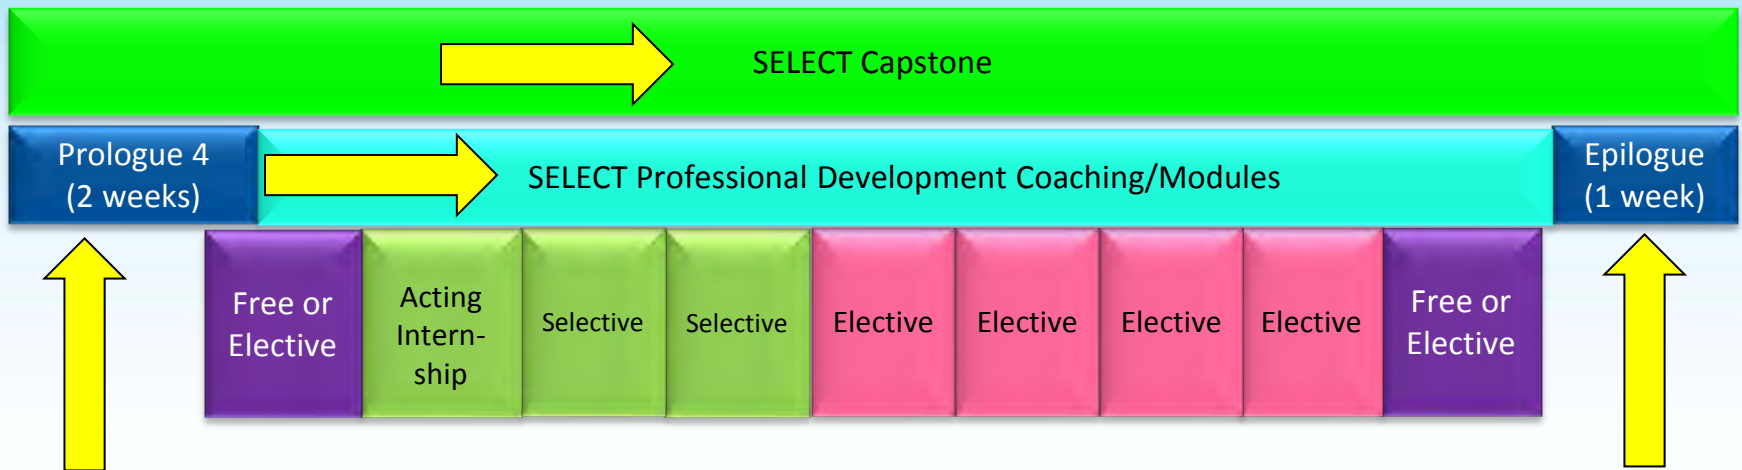 SELECT Capstone
Prologue 4
(2 weeks)
SELECT Professional Development Coaching/Modules
Epilogue
(1 week)
Free or
Elective
Acting
Intern-
ship
Selective
Selective
Elective
Elective
Elective
Elective
Free or
Elective